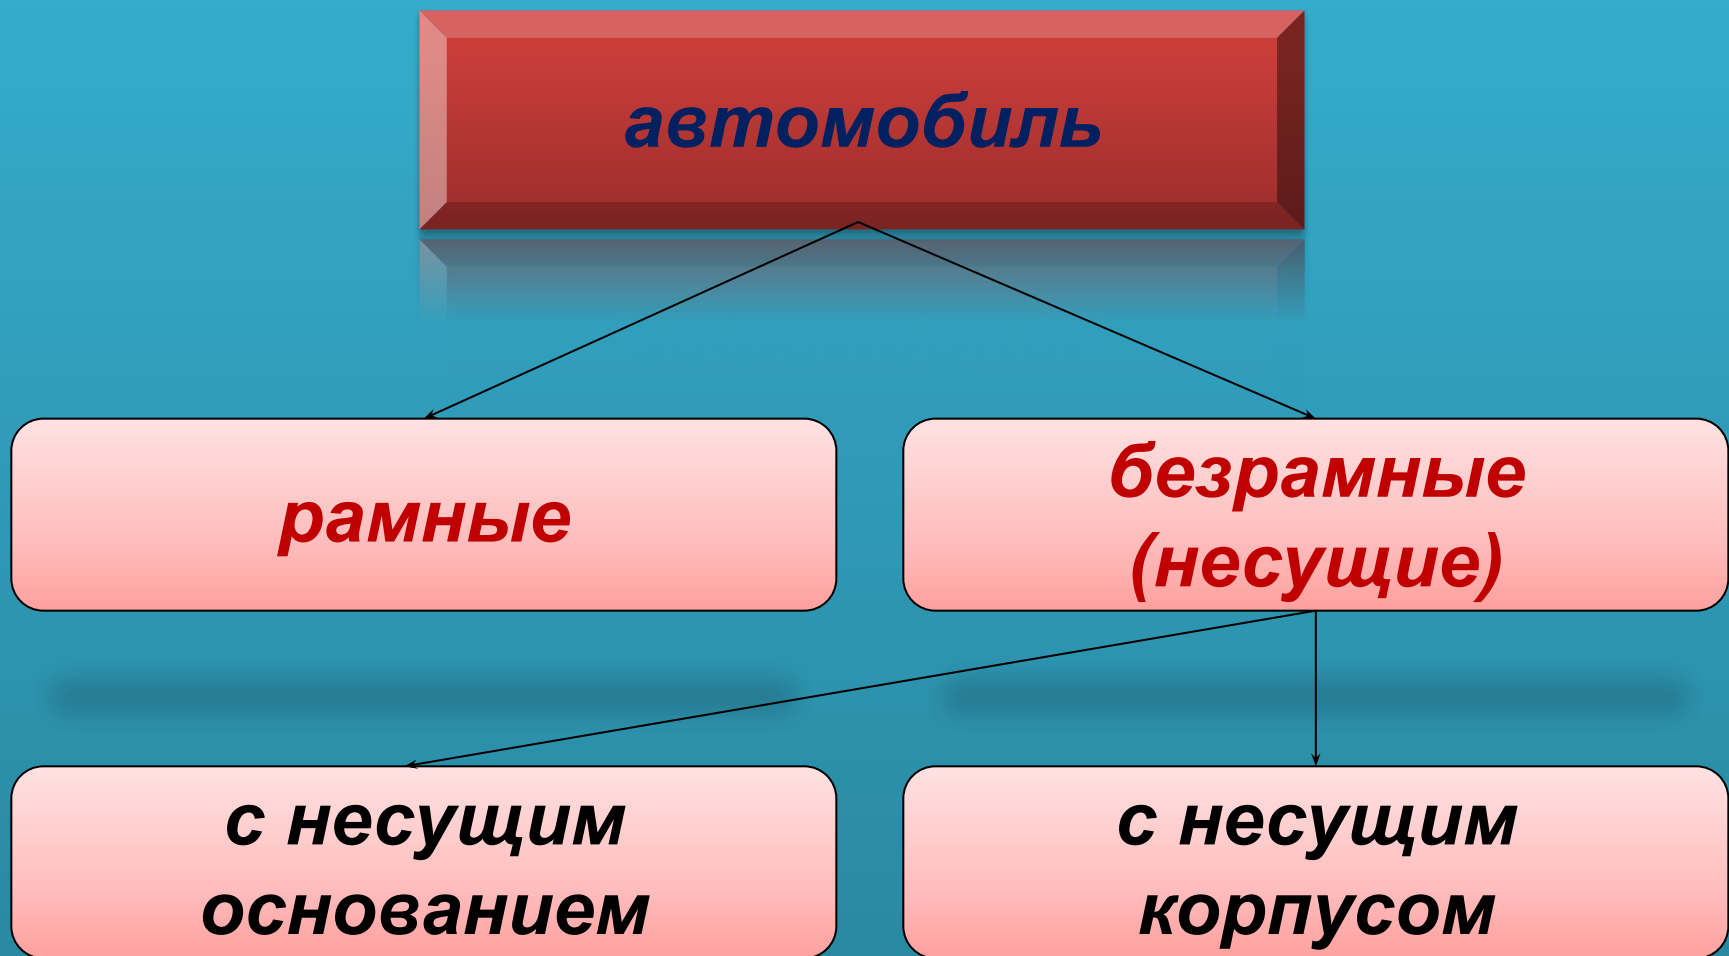 автомобиль
рамные
безрамные
(несущие)
с несущим
основанием
с несущим
корпусом